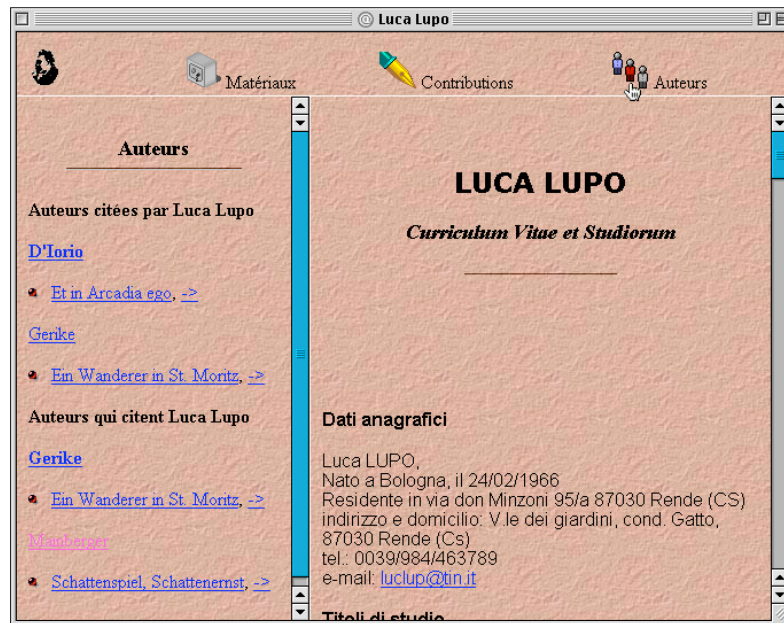 Luca Lupo
Matériaux
Contributions
Auteurs
Auteurs
Auteurs citées par Luca Lupo
D'Iorio
Et in Arcadia ego, ->
Gerike
Ein Wanderer in St. Moritz, ->
Auteurs qui citent Luca Lupo
Gerike
Ein Wanderer in St. Moritz, ->
Mainberger
Schattenspiel, Schattenernst, ->
LUCA LUPO
Curriculum Vitae et Studiorum
Dati anagrafici
Luca LUPO,
Nato a Bologna, il 24/02/1966
Residente in via don Minzoni 95/a 87030 Rende (CS)
indirizzo e domicilio: V.le dei giardini, cond. Gatto,
87030 Rende (Cs)
tel.: 0039/984/463789
e-mail: luclup@tin.it
Titoli di studio